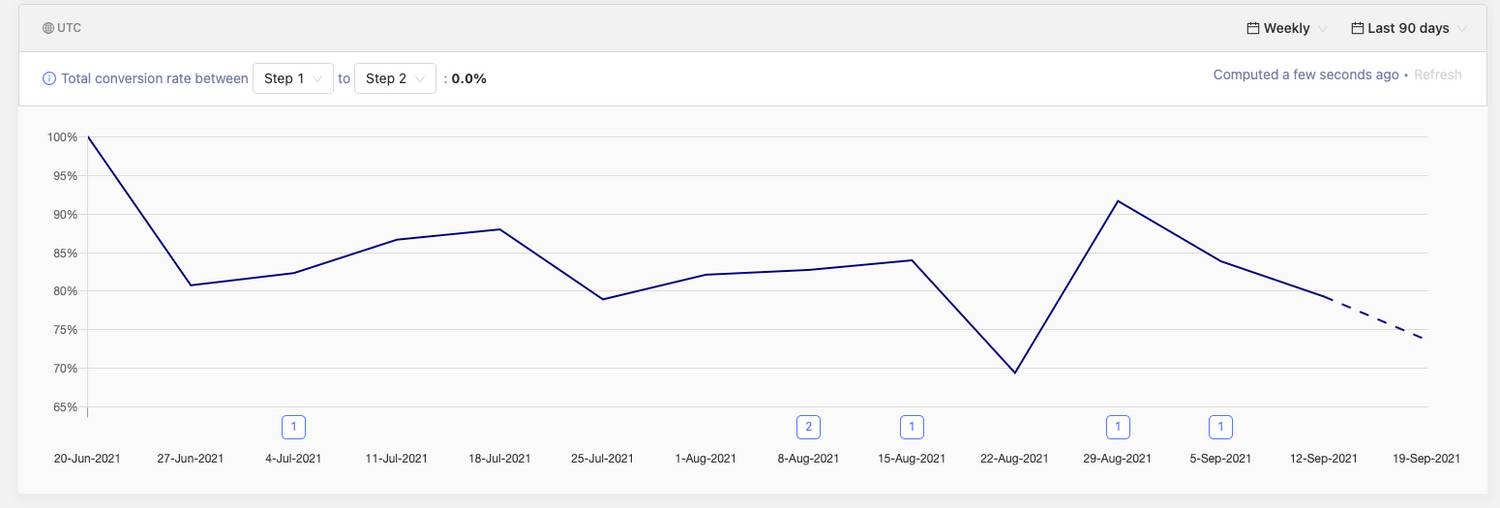 UTC Weekly Last 90 days
Total conversion rate between Step 1 to Step 2 : 0.0% Computed a few seconds ago • Refresh
100%
95%
90%
85%
80%
75%
70%
65%
1 2 1 1 1
20-Jun-2021 27-Jun-2021 4-Jul-2021 11-Jul-2021 18-Jul-2021 25-Jul-2021 1-Aug-2021 8-Aug-2021 15-Aug-2021 22-Aug-2021 29-Aug-2021 5-Sep-2021 12-Sep-2021 19-Sep-2021